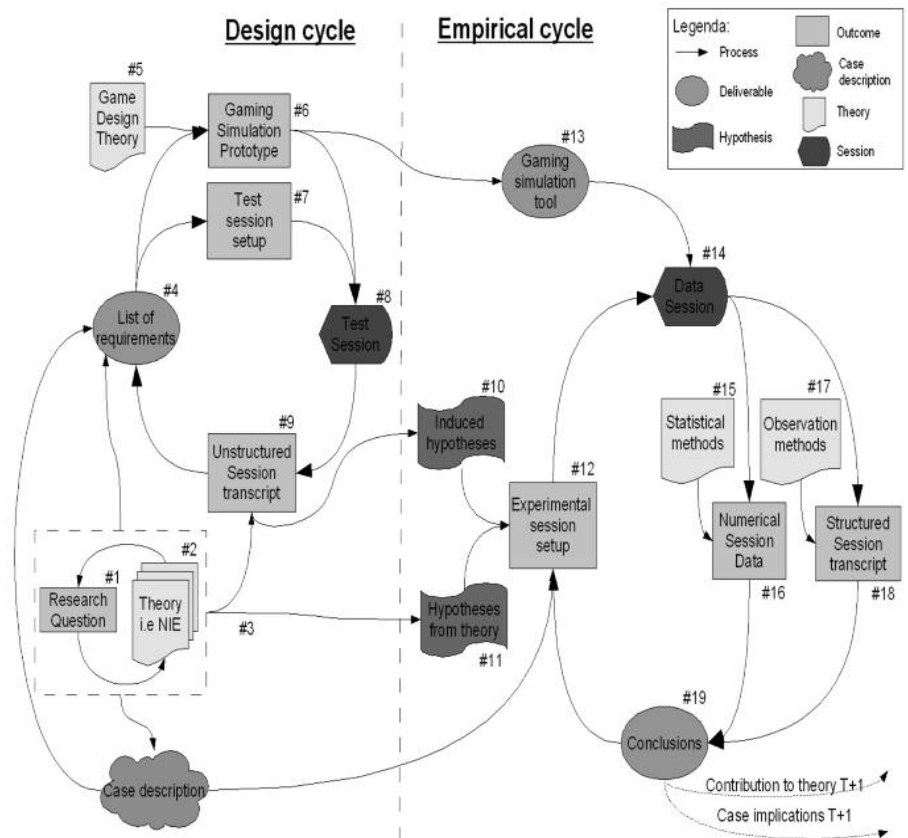 Design cycle
Empirical cycle
Legenda:
Process
Deliverable
Hypothesis
Outcome
Case
description
Theory
Session
#5
Game
Design
Theory
#6
Gaming
Simulation
Prototype
#7
Test
session
setup
#4
List of
requirements
#8
Test
Session
#9
Unstructured
Session
transcript
#1
Research
Question
#2
Theory
i.e NIE
#3
Case description
#13
Gaming
simulation
tool
#14
Data
Session
#10
Induced
hypotheses
#12
Experimental
session
setup
Hypotheses
from theory
#11
#15
Statistical
methods
#17
Observation
methods
Numerical
Session
Data
#16
Structured
Session
transcript
#18
#19
Conclusions
Contribution to theory T+1
Case implications T+1